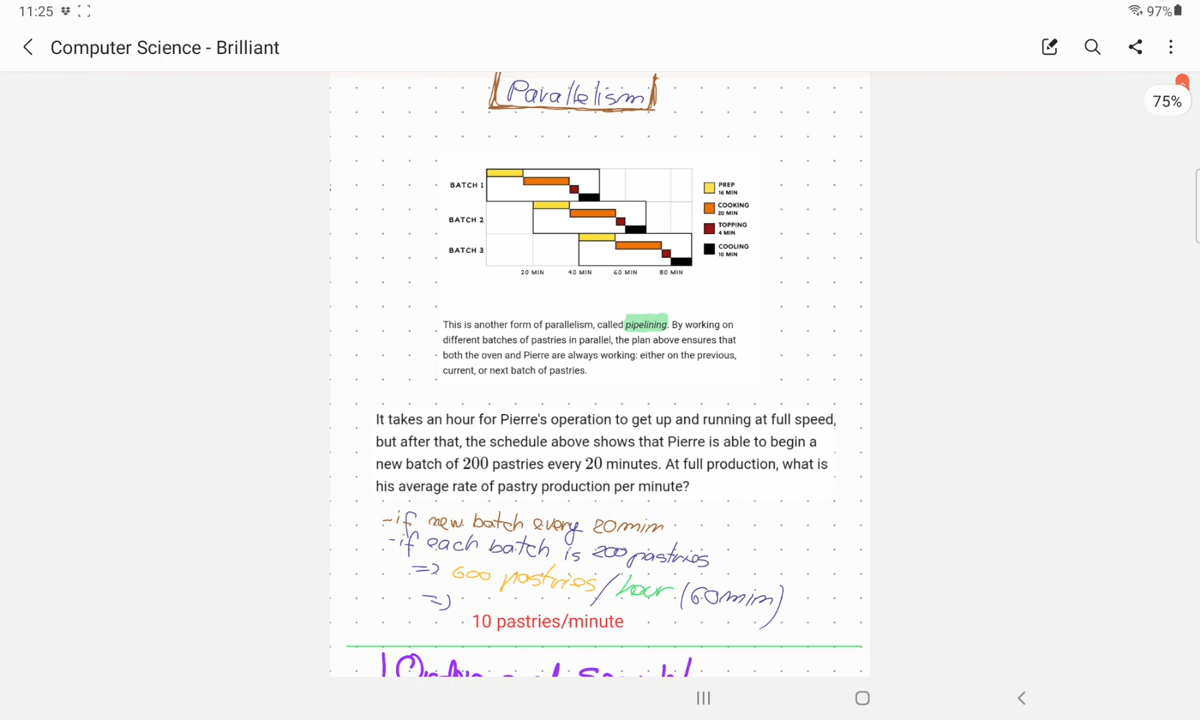 11:25
97%
Computer Science - Brilliant
75%
Parallelism
BATCH 1
BATCH 2
BATCH 3
20 MIN 40 MIN 60 MIN 80 MIN
PREP
16 MIN
COOKING
20 MIN
TOPPING
4 MIN
COOLING
10 MIN
This is another form of parallelism, called pipelining. By working on
different batches of pastries in parallel, the plan above ensures that
both the oven and Pierre are always working: either on the previous,
current, or next batch of pastries.
It takes an hour for Pierre's operation to get up and running at full speed,
but after that, the schedule above shows that Pierre is able to begin a
new batch of 200 pastries every 20 minutes. At full production, what is
his average rate of pastry production per minute?
-if new batch every 20min
-if each batch is 200 pastries
=> 600 pastries/hour (60min)
=>
10 pastries/minute